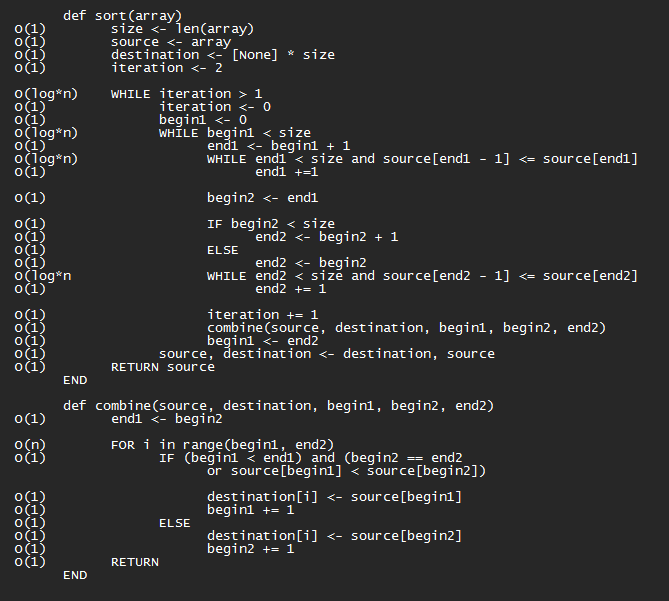 def sort(array)
O(1) size <- len(array)
O(1) source <- array
O(1) destination <- [None] * size
O(1) iteration <- 2
O(log*n) WHILE iteration > 1
O(1) iteration <- 0
O(1) begin1 <- 0
O(log*n) WHILE begin1 < size
O(1) end1 <- begin1 + 1
O(log*n) WHILE end1 < size and source[end1 - 1] <= source[end1]
O(1) end1 +=1
O(1) begin2 <- end1
O(1) IF begin2 < size
O(1) end2 <- begin2 + 1
O(1) ELSE
O(1) end2 <- begin2
O(log*n WHILE end2 < size and source[end2 - 1] <= source[end2]
O(1) end2 += 1
O(1) iteration += 1
O(1) combine(source, destination, begin1, begin2, end2)
O(1) begin1 <- end2
O(1) source, destination <- destination, source
O(1) RETURN source
END
def combine(source, destination, begin1, begin2, end2)
O(1) end1 <- begin2
O(n) FOR i in range(begin1, end2)
O(1) IF (begin1 < end1) and (begin2 == end2
or source[begin1] < source[begin2])
O(1) destination[i] <- source[begin1]
O(1) begin1 += 1
O(1) ELSE
O(1) destination[i] <- source[begin2]
O(1) begin2 += 1
O(1) RETURN
END